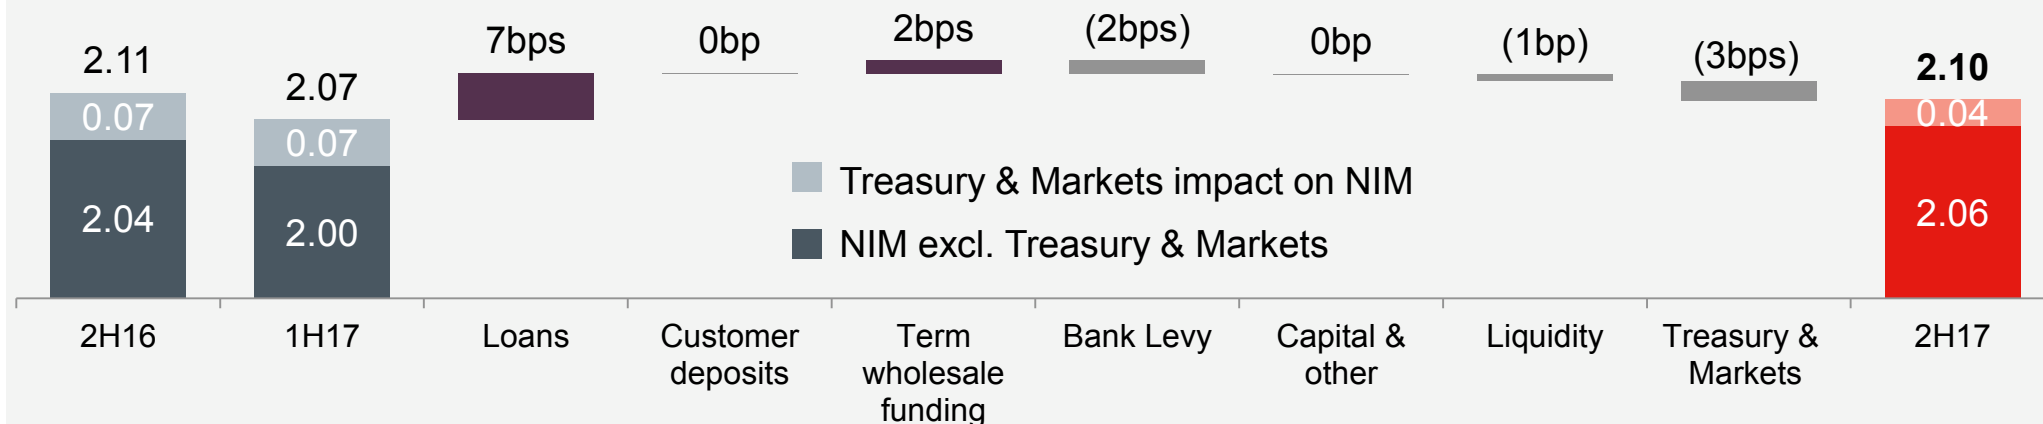 2.11
0.07
2.04
2.07
0.07
2.00
7bps
0bp
2bps
(2bps)
0bp
(1bp)
(3bps)
2.10
0.04
2.06
Treasury & Markets impact on NIM
NIM excl. Treasury & Markets
2H16
1H17
Loans
Customer
deposits
Term
wholesale
funding
Bank Levy
Capital &
other
Liquidity
Treasury &
Markets
2H17